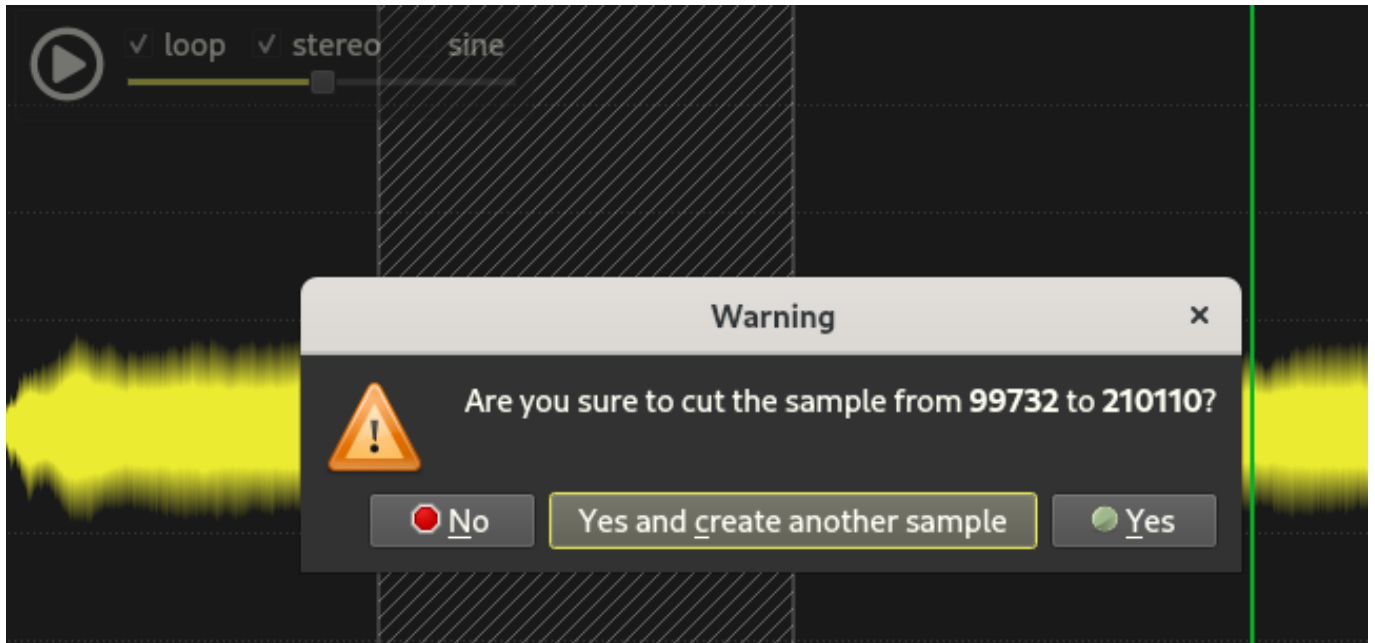 loop stereo sine
Warning
Are you sure to cut the sample from 99732 to 210110?
No Yes and create another sample Yes